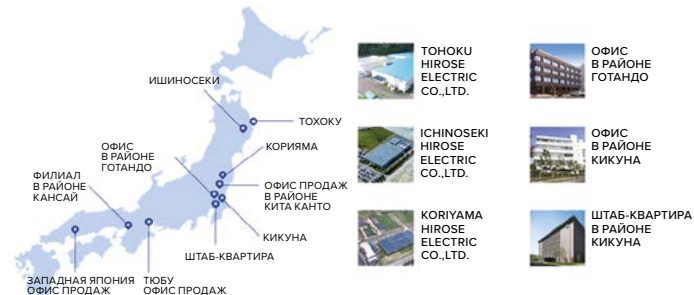 ИШИНОСЕКИ
ТОХОКУ
ОФИС
В РАЙОНЕ
ГОТАНДО
КОРИЯМА
ФИЛИАЛ
В РАЙОНЕ
КАНСАЙ
ОФИС ПРОДАЖ
В РАЙОНЕ
КИТА КАНТО
КИКУНА
ШТАБ-КВАРТИРА
ЗАПАДНАЯ ЯПОНИЯ
ОФИС ПРОДАЖ
ТЮБУ
ОФИС ПРОДАЖ
TOHOKU
HIROSE
ELECTRIC
CO.,LTD.
ОФИС
В РАЙОНЕ
ГОТАНДО
ICHINOSEKI
HIROSE
ELECTRIC
CO.,LTD.
ОФИС
В РАЙОНЕ
КИКУНА
KORIYAMA
HIROSE
ELECTRIC
CO.,LTD.
ШТАБ-КВАРТИРА
В РАЙОНЕ
КИКУНА